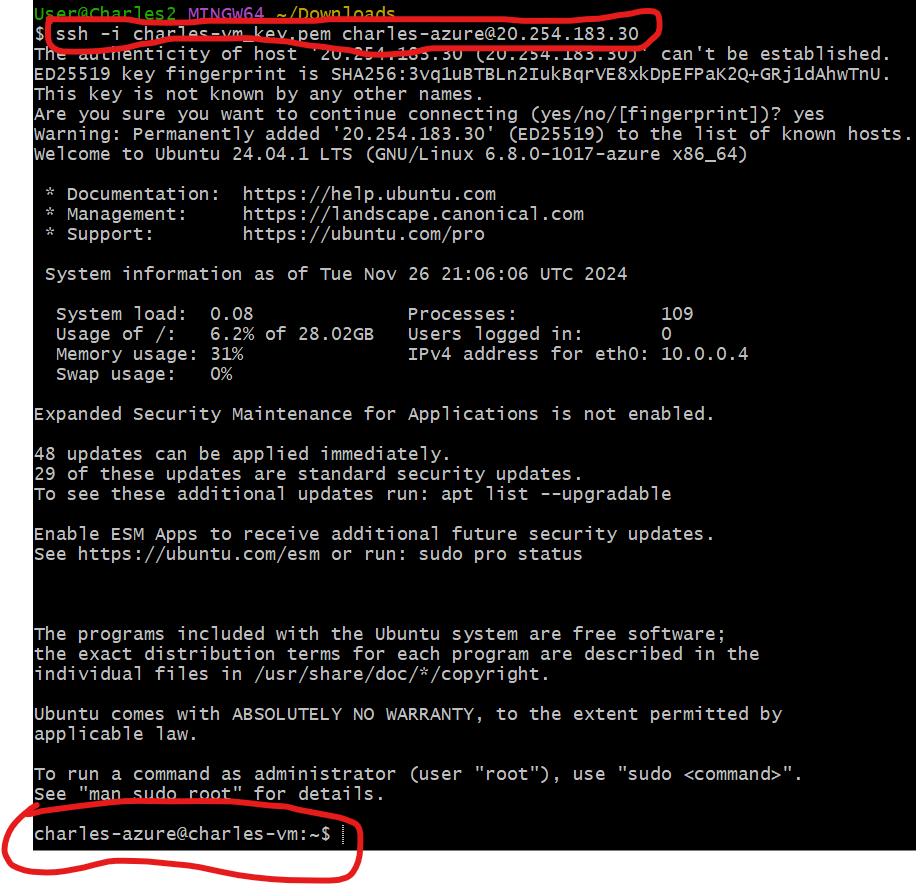 User@Charles2 MINGW64 ~/Downloads
$ ssh -i charles-vm_key.pem charles-azure@20.254.183.30
The authenticity of host '20.254.183.30 (20.254.183.30)' can't be established.
ED25519 key fingerprint is SHA256:3vq1uBTBLn2IukBqrVE8xkDpEFPaK2Q+GRj1dAhwTnU.
This key is not known by any other names.
Are you sure you want to continue connecting (yes/no/[fingerprint])? yes
Warning: Permanently added '20.254.183.30' (ED25519) to the list of known hosts.
Welcome to Ubuntu 24.04.1 LTS (GNU/Linux 6.8.0-1017-azure x86_64)

 * Documentation:  https://help.ubuntu.com
 * Management:     https://landscape.canonical.com
 * Support:        https://ubuntu.com/pro

 System information as of Tue Nov 26 21:06:06 UTC 2024

  System load:  0.08               Processes:             109
  Usage of /:   6.2% of 28.02GB   Users logged in:       0
  Memory usage: 31%               IPv4 address for eth0: 10.0.0.4
  Swap usage:   0%

Expanded Security Maintenance for Applications is not enabled.

48 updates can be applied immediately.
29 of these updates are standard security updates.
To see these additional updates run: apt list --upgradable

Enable ESM Apps to receive additional future security updates.
See https://ubuntu.com/esm or run: sudo pro status

The programs included with the Ubuntu system are free software;
the exact distribution terms for each program are described in the
individual files in /usr/share/doc/*/copyright.

Ubuntu comes with ABSOLUTELY NO WARRANTY, to the extent permitted by
applicable law.

To run a command as administrator (user "root"), use "sudo <command>".
See "man sudo_root" for details.

charles-azure@charles-vm:~$